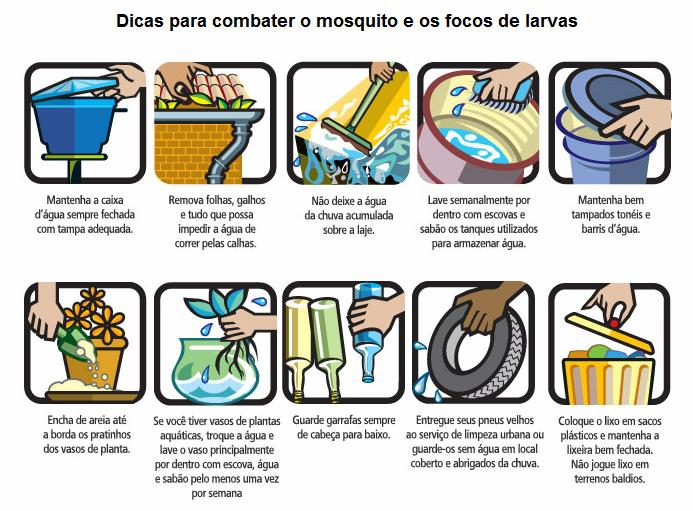 Dicas para combater o mosquito e os focos de larvas
Mantenha a caixa
d'água sempre fechada
com tampa adequada.
Remova folhas, galhos
e tudo que possa
impedir a água de
correr pelas calhas.
Não deixe a água
da chuva acumulada
sobre a laje.
Lave semanalmente por
dentro com escovas e
sabão os tanques utilizados
para armazenar água.
Mantenha bem
tampados tonéis e
barris d'água.
Encha de areia até
a borda os pratinhos
dos vasos de planta.
Se você tiver vasos de plantas
aquáticas, troque a água e
lave o vaso principalmente
por dentro com escova, água
e sabão pelo menos uma vez
por semana
Guarde garrafas sempre
de cabeça para baixo.
Entregue seus pneus velhos
ao serviço de limpeza urbana ou
guarde-os sem água em local
coberto e abrigados da chuva.
Coloque o lixo em sacos
plásticos e mantenha a
lixeira bem fechada.
Não jogue lixo em
terrenos baldios.